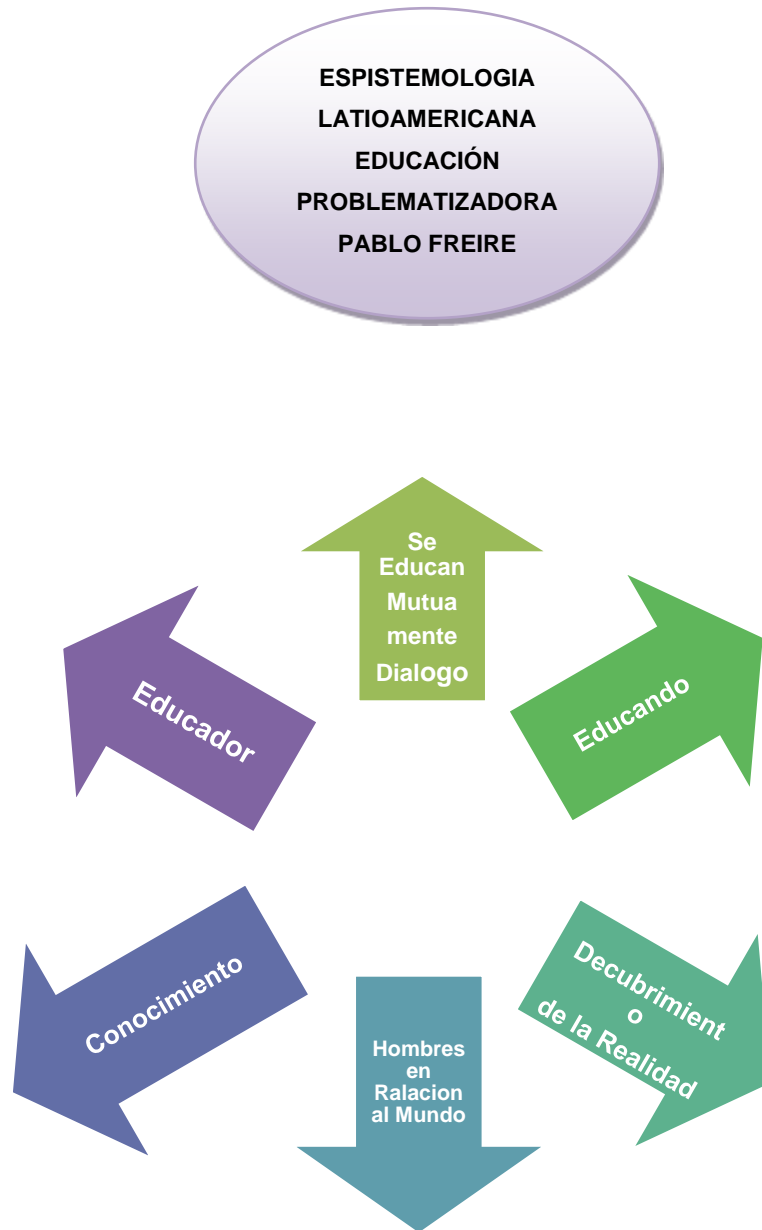 ESPISTEMOLOGIA
LATIOAMERICANA
EDUCACIÓN
PROBLEMATIZADORA
PABLO FREIRE
Se
Educan
Mutua
mente
Dialogo
Educador
Educando
Conocimiento
Decubrimient
o
de la Realidad
Hombres
en
Ralacion
al Mundo